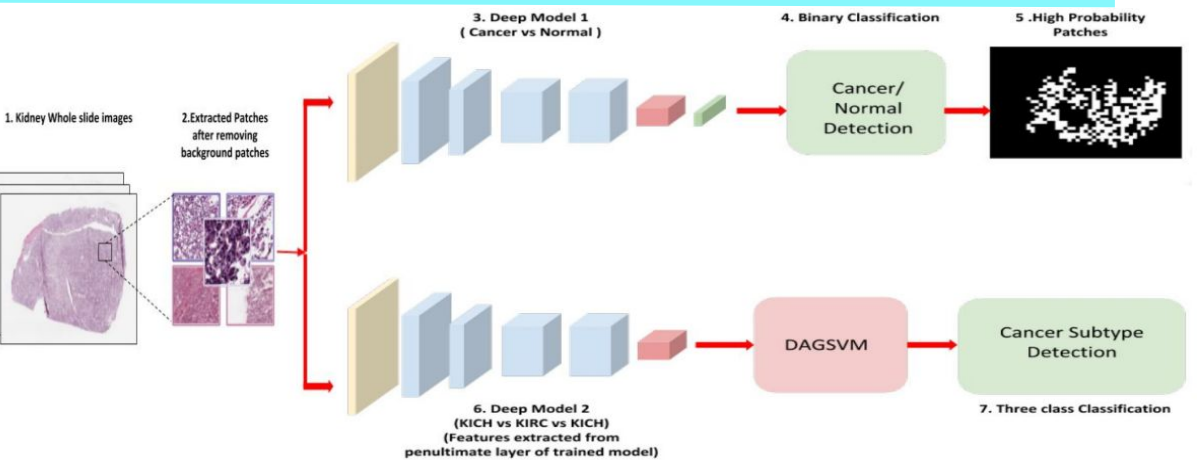 1. Kidney Whole slide images
2.Extracted Patches
after removing
background patches
3. Deep Model 1
( Cancer vs Normal )
4. Binary Classification
Cancer/
Normal
Detection
5 .High Probability
Patches
6. Deep Model 2
(KICH vs KIRC vs KICH)
(Features extracted from
penultimate layer of trained model)
DAGSVM
Cancer Subtype
Detection
7. Three class Classification